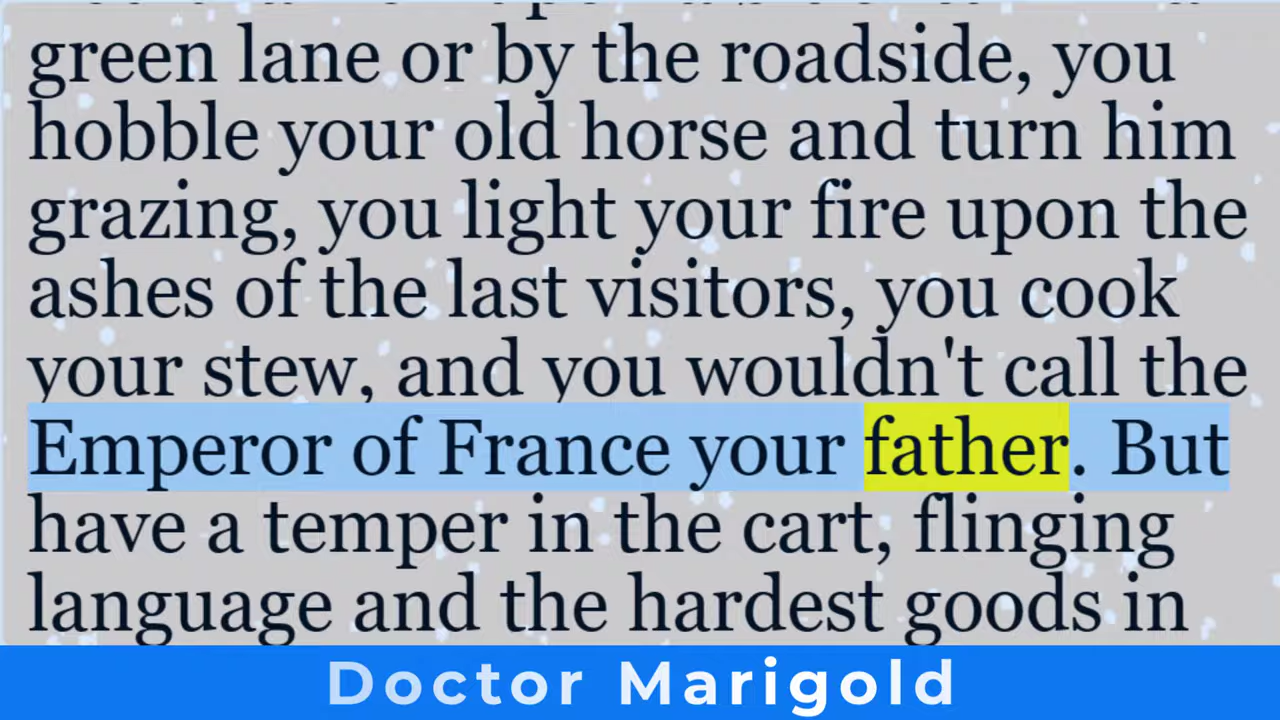 green lane or by the roadside, you
hobble your old horse and turn him
grazing, you light your fire upon the
ashes of the last visitors, you cook
your stew, and you wouldn't call the
Emperor of France your father. But
have a temper in the cart, flinging
language and the hardest goods in
Doctor Marigold